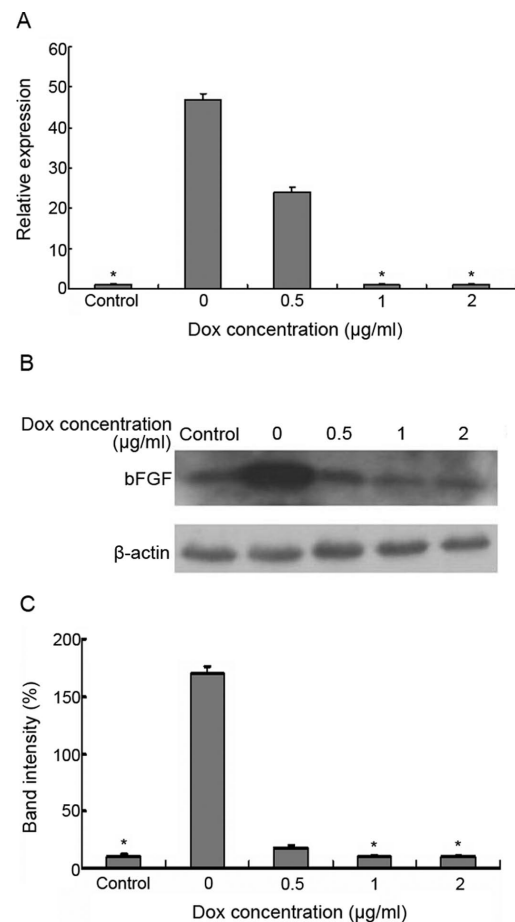 A
Relative expression
60
50
40
30
20
10
0
*
*
*
Control
0
0.5
1
2
Dox concentration (µg/ml)
B
Dox concentration
(µg/ml)
Control
0
0.5
1
2
bFGF
β-actin
C
Band intensity (%)
200
150
100
50
0
*
*
*
Control
0
0.5
1
2
Dox concentration (µg/ml)